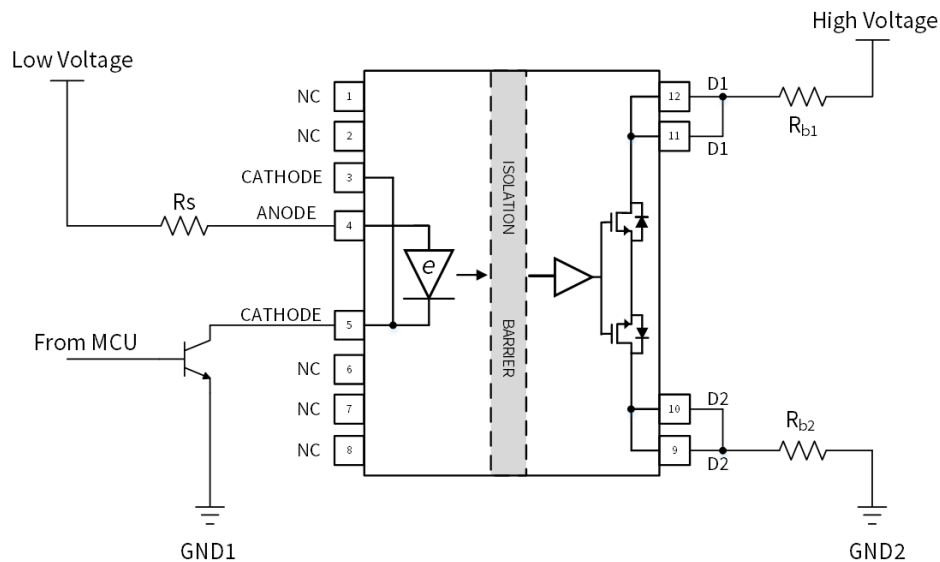 High Voltage
Low Voltage
NC 1
12 D1
Rb1
NC 2
11 D1
CATHODE 3
Rs
ANODE 4
ISOLATION BARRIER
e
CATHODE 5
From MCU
NC 6
NC 7
10 D2
Rb2
NC 8
9 D2
GND1
GND2